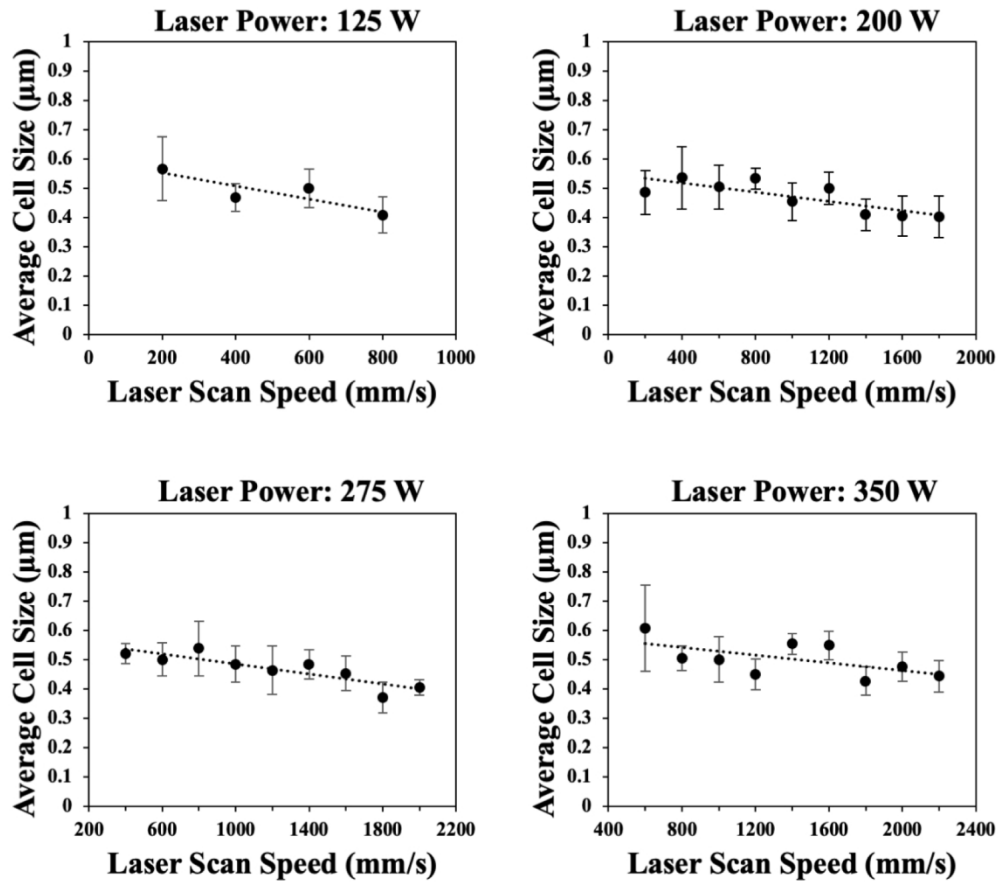 Laser Power: 125 W
Average Cell Size (µm)
1
0.9
0.8
0.7
0.6
0.5
0.4
0.3
0.2
0.1
0
0 200 400 600 800 1000
Laser Scan Speed (mm/s)
Laser Power: 200 W
Average Cell Size (µm)
1
0.9
0.8
0.7
0.6
0.5
0.4
0.3
0.2
0.1
0
0 400 800 1200 1600 2000
Laser Scan Speed (mm/s)
Laser Power: 275 W
Average Cell Size (µm)
1
0.9
0.8
0.7
0.6
0.5
0.4
0.3
0.2
0.1
0
200 600 1000 1400 1800 2200
Laser Scan Speed (mm/s)
Laser Power: 350 W
Average Cell Size (µm)
1
0.9
0.8
0.7
0.6
0.5
0.4
0.3
0.2
0.1
0
400 800 1200 1600 2000 2400
Laser Scan Speed (mm/s)